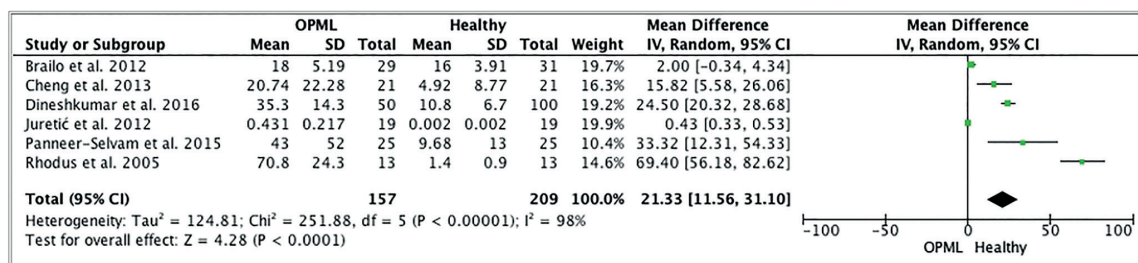 OPML Healthy Mean Difference Mean Difference
Study or Subgroup Mean SD Total Mean SD Total Weight IV, Random, 95% CI IV, Random, 95% CI
Brailo et al. 2012 18 5.19 29 16 3.91 31 19.7% 2.00 [-0.34, 4.34]
Cheng et al. 2013 20.74 22.28 21 4.92 8.77 21 16.3% 15.82 [5.58, 26.06]
Dineshkumar et al. 2016 35.3 14.3 50 10.8 6.7 100 19.2% 24.50 [20.32, 28.68]
Juretić et al. 2012 0.431 0.217 19 0.002 0.002 19 19.9% 0.43 [0.33, 0.53]
Panneer-Selvam et al. 2015 43 52 25 9.68 13 25 10.4% 33.32 [12.31, 54.33]
Rhodus et al. 2005 70.8 24.3 13 1.4 0.9 13 14.6% 69.40 [56.18, 82.62]
Total (95% CI) 157 209 100.0% 21.33 [11.56, 31.10]
Heterogeneity: Tau² = 124.81; Chi² = 251.88, df = 5 (P < 0.00001); I² = 98%
Test for overall effect: Z = 4.28 (P < 0.0001)
-100 -50 0 50 100
OPML Healthy